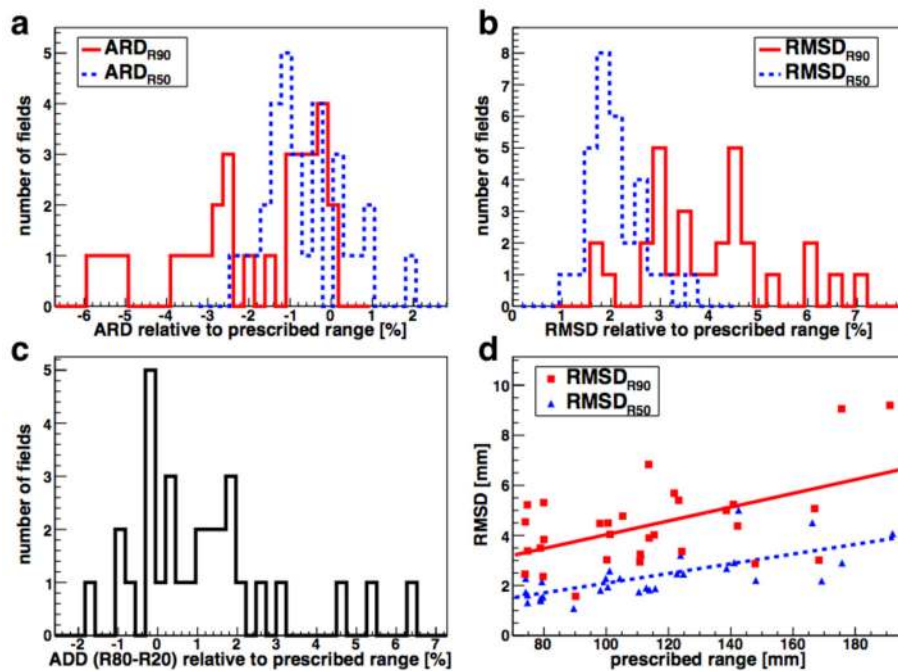 a
ARD_R90
ARD_R50
number of fields
5
4
3
2
1
0
-6 -5 -4 -3 -2 -1 0 1 2
ARD relative to prescribed range [%]
b
RMSD_R90
RMSD_R50
number of fields
8
7
6
5
4
3
2
1
0
0 1 2 3 4 5 6 7
RMSD relative to prescribed range [%]
c
number of fields
5
4
3
2
1
0
-2 -1 0 1 2 3 4 5 6 7
ADD (R80-R20) relative to prescribed range [%]
d
RMSD_R90
RMSD_R50
RMSD [mm]
10
8
6
4
2
0
80 100 120 140 160 180
prescribed range [mm]